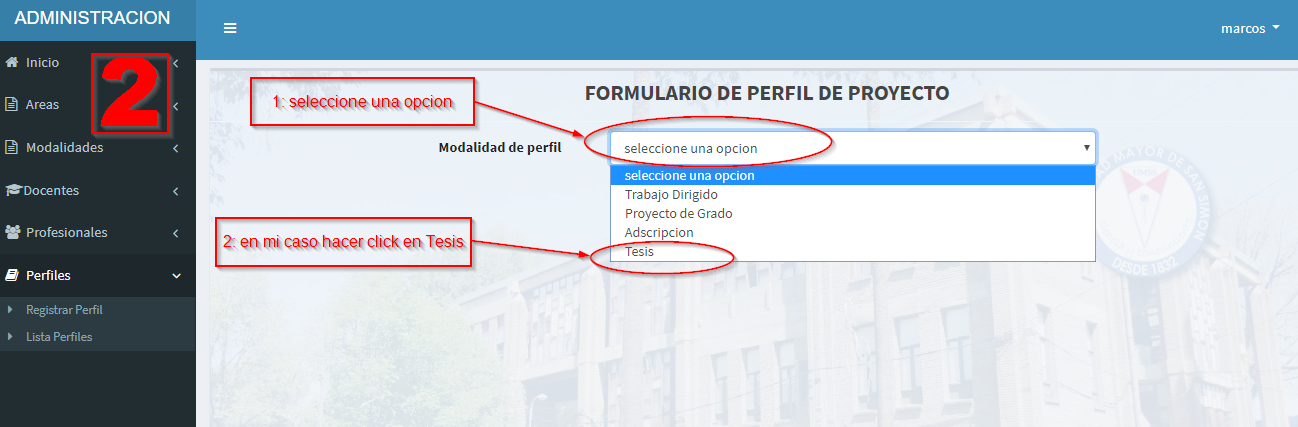 ADMINISTRACION
marcos
Inicio
Areas
Modalidades
Docentes
Profesionales
Perfiles
Registrar Perfil
Lista Perfiles
2
FORMULARIO DE PERFIL DE PROYECTO
1: seleccione una opcion
Modalidad de perfil
seleccione una opcion
seleccione una opcion
Trabajo Dirigido
Proyecto de Grado
Adscripcion
Tesis
2: en mi caso hacer click en Tesis
MAYOR DE SAN SIMON
DESDE 1832